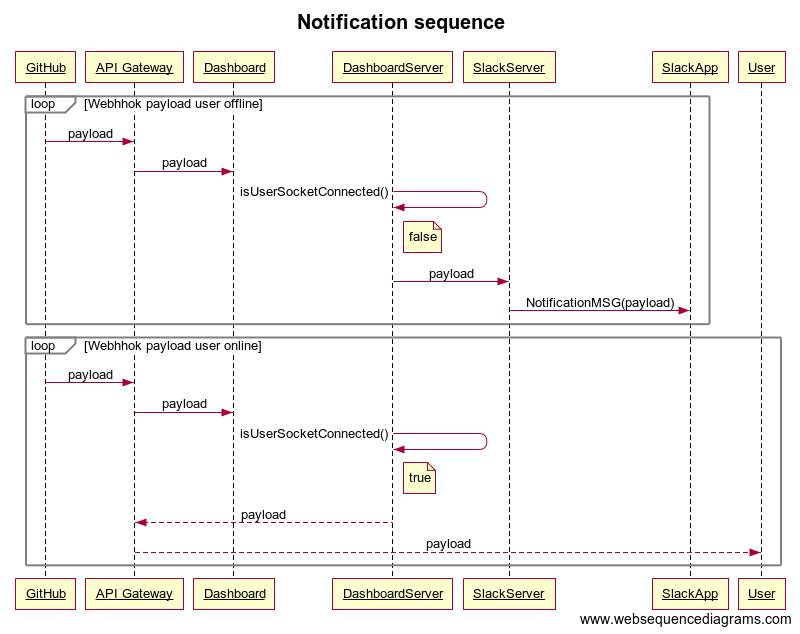 Notification sequence
GitHub API Gateway Dashboard DashboardServer SlackServer SlackApp User
loop [Webhhok payload user offline]
payload
payload
isUserSocketConnected()
false
payload
NotificationMSG(payload)
loop [Webhhok payload user online]
payload
payload
isUserSocketConnected()
true
payload
payload
GitHub API Gateway Dashboard DashboardServer SlackServer SlackApp User
www.websequencediagrams.com